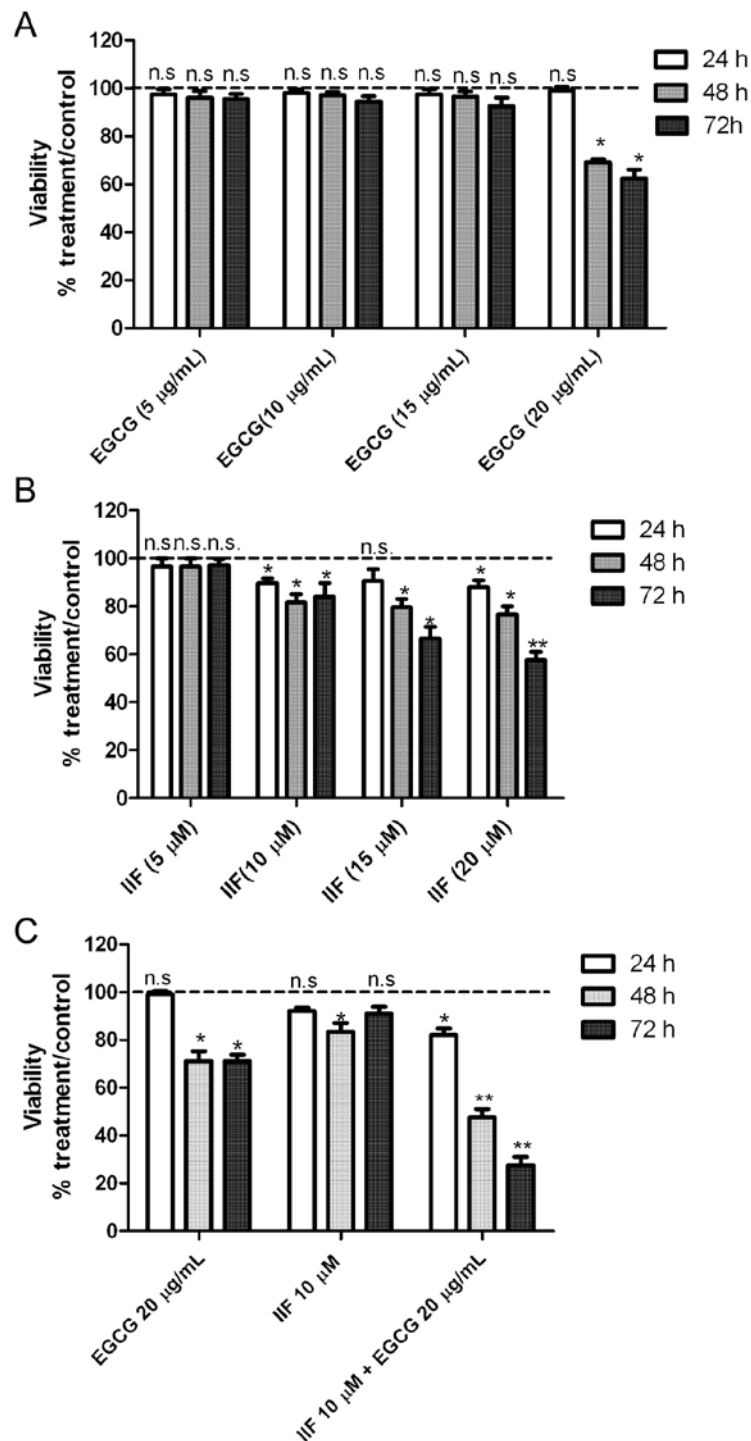 A
120
100
80
60
40
20
0
Viability
% treatment/control
n.s n.s n.s
n.s n.s n.s
n.s n.s n.s
n.s * *
24 h
48 h
72h
EGCG (5 µg/mL)
EGCG(10 µg/mL)
EGCG (15 µg/mL)
EGCG (20 µg/mL)
B
120
100
80
60
40
20
0
Viability
% treatment/control
n.s n.s. n.s.
* * *
n.s. * *
* * **
24 h
48 h
72 h
IIF (5 µM)
IIF(10 µM)
IIF (15 µM)
IIF (20 µM)
C
120
100
80
60
40
20
0
Viability
% treatment/control
n.s * *
n.s * n.s
* ** **
24 h
48 h
72 h
EGCG 20 µg/mL
IIF 10 µM
IIF 10 µM + EGCG 20 µg/mL